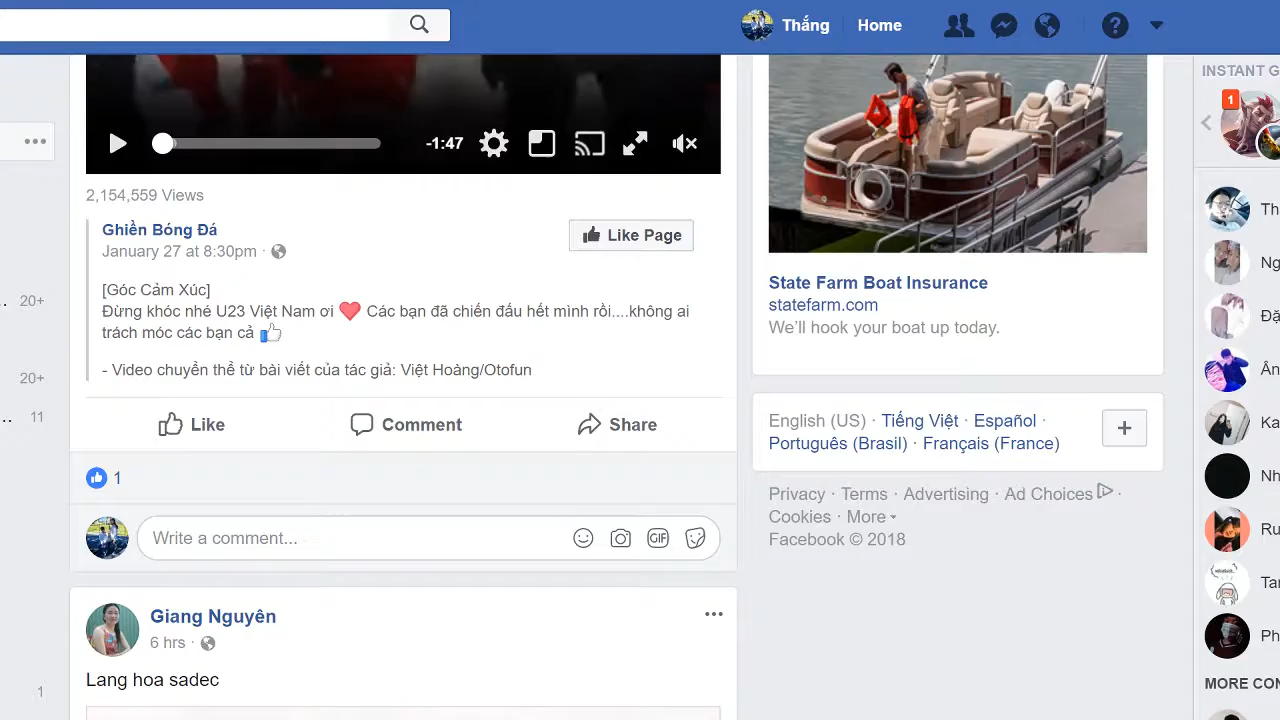 Thắng
Home
-1:47
2,154,559 Views
Ghiền Bóng Đá
January 27 at 8:30pm ·
Like Page
[Góc Cảm Xúc]
Đừng khóc nhé U23 Việt Nam ơi ❤️ Các bạn đã chiến đấu hết mình rồi....không ai
trách móc các bạn cả 👍
- Video chuyển thể từ bài viết của tác giả: Việt Hoàng/Otofun
Like
Comment
Share
1
Write a comment...
GIF
Giang Nguyên
6 hrs ·
Lang hoa sadec
20+
20+
11
1
State Farm Boat Insurance
statefarm.com
We’ll hook your boat up today.
English (US) · Tiếng Việt · Español ·
Português (Brasil) · Français (France)
Privacy · Terms · Advertising · Ad Choices ·
Cookies · More
Facebook © 2018
INSTANT G
1
Th
Ng
Đặ
Ân
Ka
Nh
Ru
Tar
Ph
MORE CON